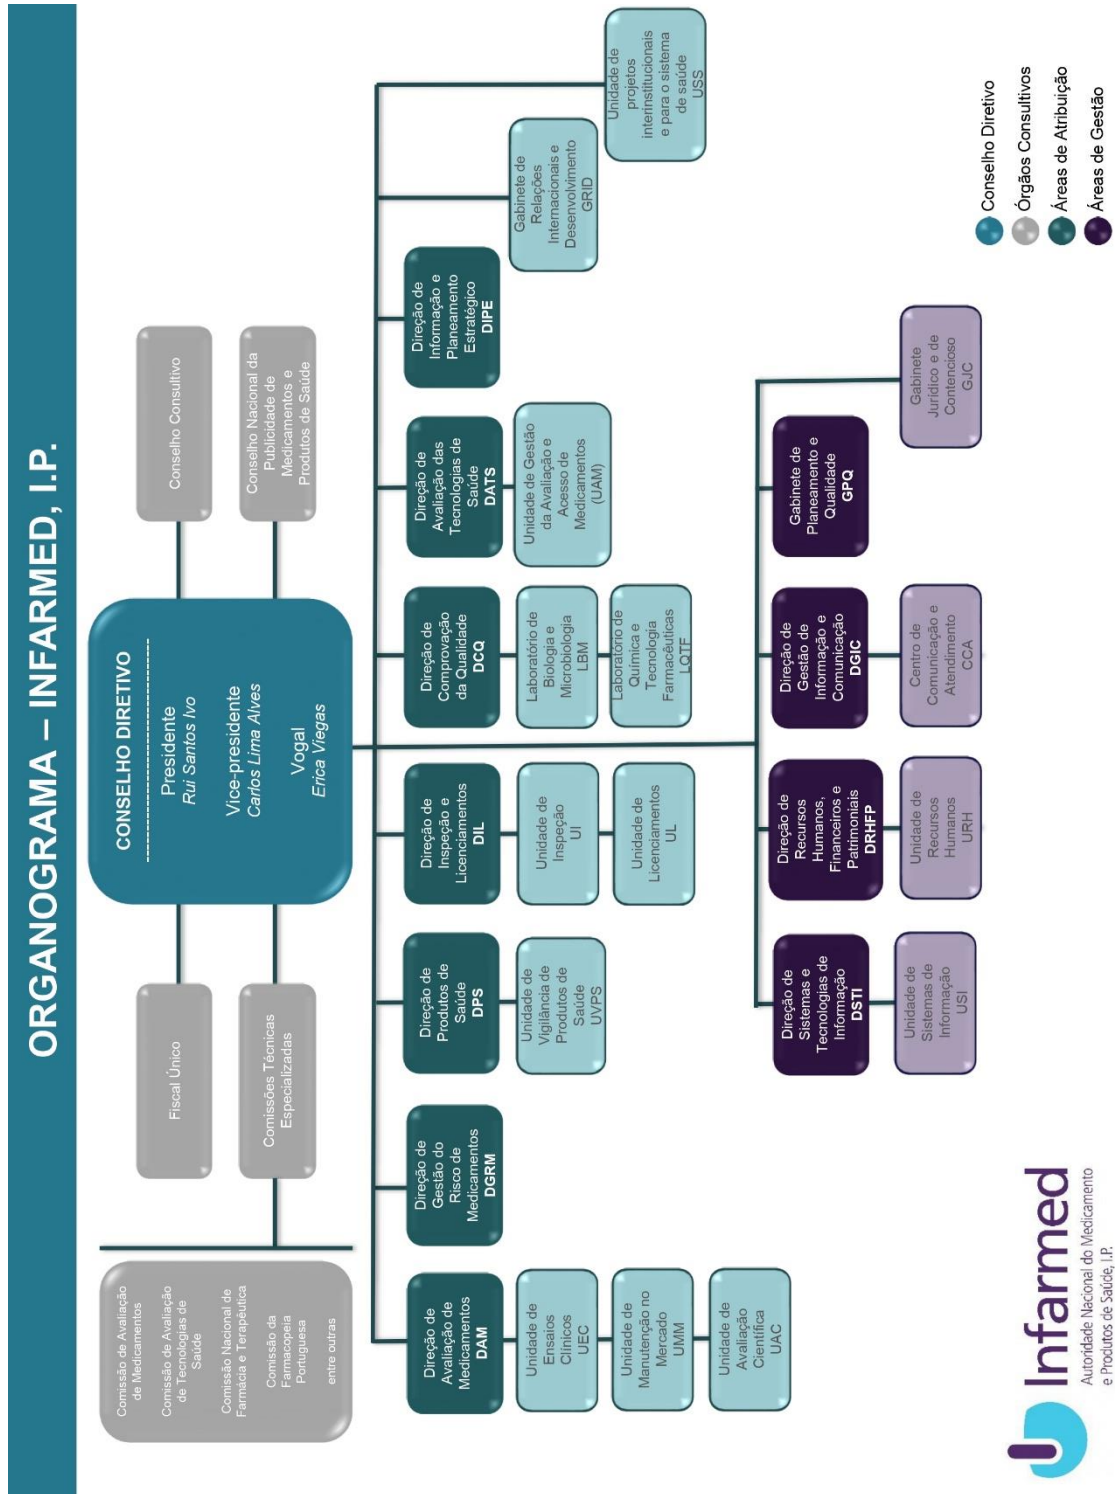 ORGANOGRAMA – INFARMED, I.P.
CONSELHO DIRETIVO
Presidente
Rui Santos Ivo
Vice-presidente
Carlos Lima Alves
Vogal
Erica Viegas
Fiscal Único
Conselho Consultivo
Comissões Técnicas
Especializadas
Conselho Nacional da
Publicidade de
Medicamentos e
Produtos de Saúde
Comissão de Avaliação
de Medicamentos
Comissão de Avaliação
de Tecnologias de
Saúde
Comissão Nacional de
Farmácia e Terapêutica
Comissão da
Farmacopeia
Portuguesa
entre outras
Direção de
Avaliação de
Medicamentos
DAM
Unidade de
Ensaios
Clínicos
UEC
Unidade de
Manutenção no
Mercado
UMM
Unidade de
Avaliação
Científica
UAC
Direção de
Gestão do
Risco de
Medicamentos
DGRM
Direção de
Produtos de
Saúde
DPS
Unidade de
Vigilância de
Produtos de
Saúde
UVPS
Direção de
Inspeção e
Licenciamentos
DIL
Unidade de
Inspeção
UI
Unidade de
Licenciamentos
UL
Direção de
Comprovação
da Qualidade
DCQ
Laboratório de
Biologia e
Microbiologia
LBM
Laboratório de
Química e
Tecnologia
Farmacêuticas
LQTF
Direção de
Avaliação das
Tecnologias de
Saúde
DATS
Unidade de Gestão
da Avaliação e
Acesso de
Medicamentos
(UAM)
Direção de
Informação e
Planeamento
Estratégico
DIPE
Gabinete de
Relações
Internacionais e
Desenvolvimento
GRID
Unidade de
projetos
interinstitucionais
e para o sistema
de saúde
USS
Direção de
Sistemas e
Tecnologias de
Informação
DSTI
Unidade de
Sistemas de
Informação
USI
Direção de
Recursos
Humanos,
Financeiros e
Patrimoniais
DRHFP
Unidade de
Recursos
Humanos
URH
Direção de
Gestão de
Informação e
Comunicação
DGIC
Centro de
Comunicação e
Atendimento
CCA
Gabinete de
Planeamento e
Qualidade
GPQ
Gabinete
Jurídico e de
Contencioso
GJC
Conselho Diretivo
Órgãos Consultivos
Áreas de Atribuição
Áreas de Gestão
Infarmed
Autoridade Nacional do Medicamento
e Produtos de Saúde, I.P.